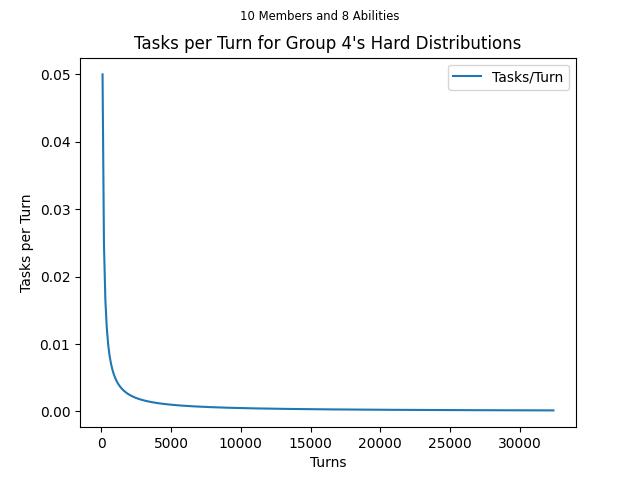 10 Members and 8 Abilities
Tasks per Turn for Group 4's Hard Distributions
Tasks/Turn
0.05
0.04
0.03
0.02
0.01
0.00
Tasks per Turn
0 5000 10000 15000 20000 25000 30000
Turns